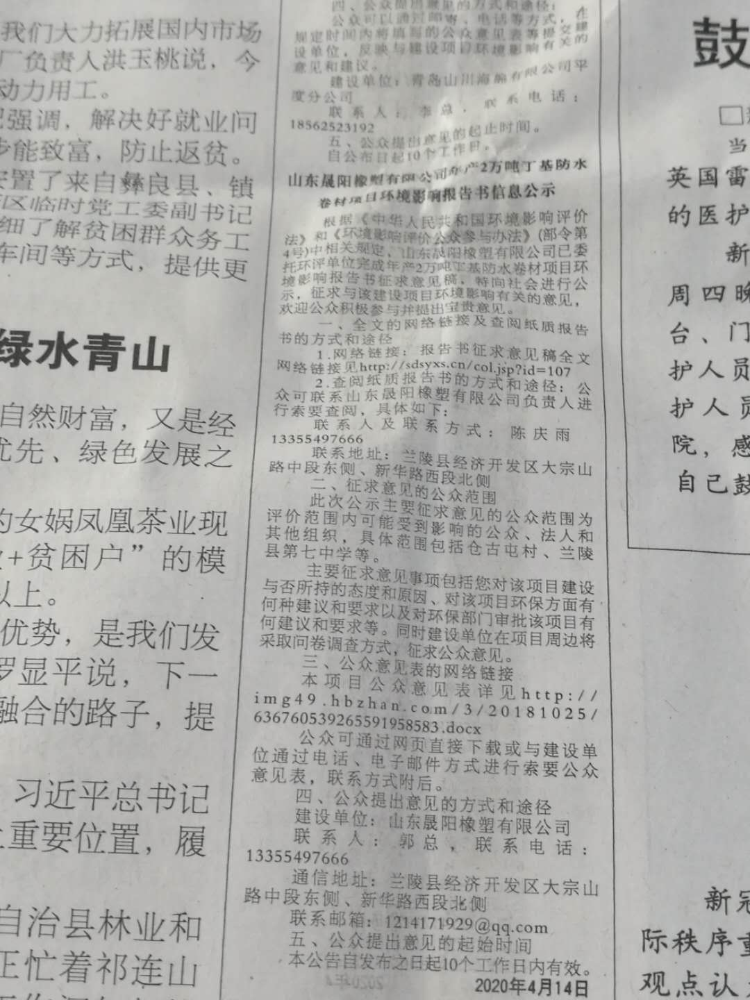 我们大力拓展国内市场
厂负责人洪玉桃说，今
动力用工。
强调，解决好就业问
步能致富，防止返贫。
安置了来自彝良县、镇
区临时党工委副书记
细了解贫困群众务工
车间等方式，提供更
绿水青山
自然财富，又是经
优先、绿色发展之
的女娲凤凰茶业现
+贫困户”的模
以上。
优势，是我们发
罗显平说，下一
融合的路子，提
习近平总书记
重要位置，履
自治县林业和
正忙着祁连山
四、公众提出意见的方式和途径：
公众可以通过邮寄、电话等方式，在
规定时间内将填写的公众意见表等提交建
设单位，反映与建设项目环境影响有关的
意见和建议。
建设单位：青岛山川海绵有限公司平
度分公司
联系人：李总，联系电话：
18562523192
五、公众提出意见的起止时间。
自公布日起10个工作日。
山东晟阳橡塑有限公司年产2万吨丁基防水
卷材项目环境影响报告书信息公示
根据《中华人民共和国环境影响评价
法》和《环境影响评价公众参与办法》(部令第
4号)中相关规定，山东晟阳橡塑有限公司已委
托环评单位完成年产2万吨丁基防水卷材项目环
境影响报告书征求意见稿，特向社会进行公
示，征求与该建设项目环境影响有关的意见，
欢迎公众积极参与并提出宝贵意见。
一、全文的网络链接及查阅纸质报告
书的方式和途径
1.网络链接：报告书征求意见稿全文
网络链接见http://sdsyxs.cn/col.jsp?id=107
2.查阅纸质报告书的方式和途径：公
众可联系山东晟阳橡塑有限公司负责人进
行索要查阅，具体如下：
联系人及联系方式：陈庆雨
13355497666
联系地址：兰陵县经济开发区大宗山
路中段东侧、新华路西段北侧
二、征求意见的公众范围
此次公示主要征求意见的公众范围为
评价范围内可能受到影响的公众、法人和
其他组织，具体范围包括仓古屯村、兰陵
县第七中学等。
主要征求意见事项包括您对该项目建设
与否所持的态度和原因、对该项目环保方面有
何种建议和要求以及对环保部门审批该项目有
何建议和要求等。同时建设单位在项目周边将
采取问卷调查方式，征求公众意见。
三、公众意见表的网络链接
本项目公众意见表详见http://
img49.hbzhan.com/3/20181025/
636760539265591958583.docx
公众可通过网页直接下载或与建设单
位通过电话、电子邮件方式进行索要公众
意见表，联系方式附后。
四、公众提出意见的方式和途径
建设单位：山东晟阳橡塑有限公司
联系人：郭总，联系电话：
13355497666
通信地址：兰陵县经济开发区大宗山
路中段东侧、新华路西段北侧
联系邮箱：1214171929@qq.com
五、公众提出意见的起始时间
本公告自发布之日起10个工作日内有效。
2020年4月14日
鼓
当
英国雷
的医护
新
周四晚
台、门
护人员
护人员
院，感
自己鼓
新冠
际秩序重
观点认为